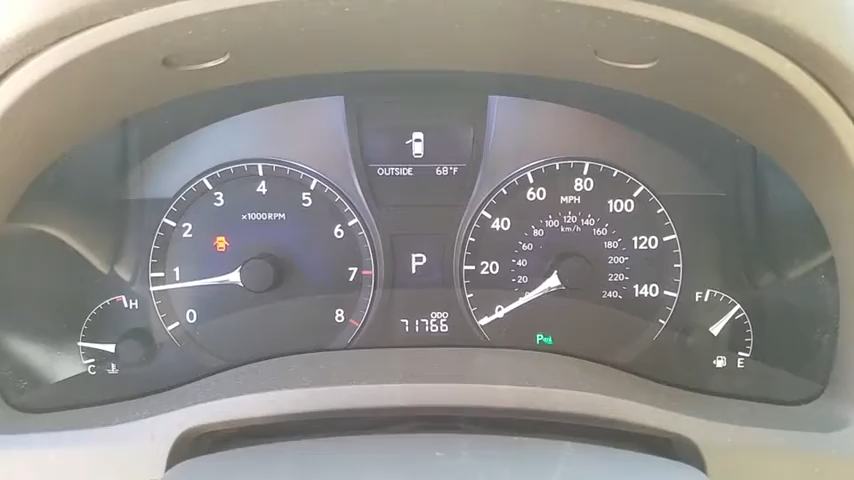 OUTSIDE 68°F
0 1 2 3 4 5 6 7 8
x1000RPM
P
ODO
71766
0 20 40 60 80 100 120 140
MPH
20 40 60 80 100 120 140 160 180 200 220 240
km/h
P
H
C
F
E